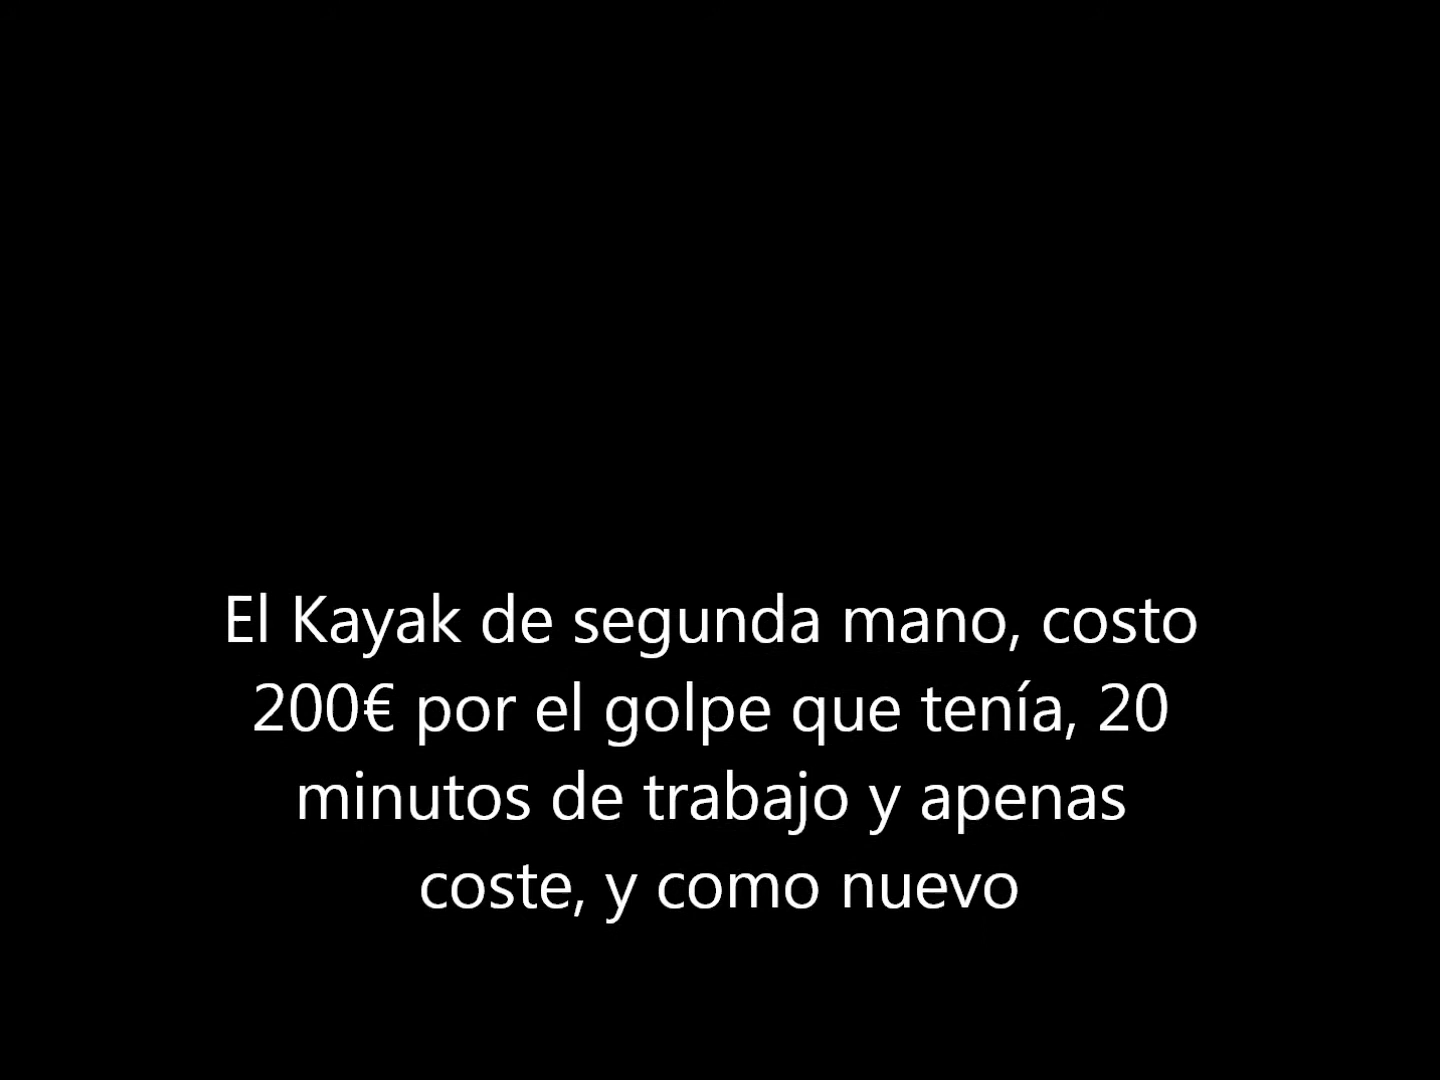 El Kayak de segunda mano, costo
200€ por el golpe que tenía, 20
minutos de trabajo y apenas
coste, y como nuevo